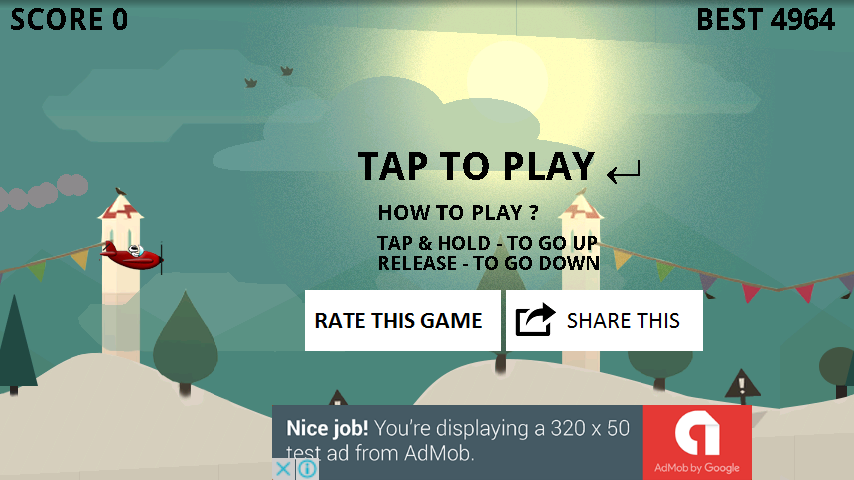 SCORE 0
BEST 4964
TAP TO PLAY
HOW TO PLAY ?
TAP & HOLD - TO GO UP
RELEASE - TO GO DOWN
RATE THIS GAME
SHARE THIS
Nice job! You're displaying a 320 x 50
test ad from AdMob.
AdMob by Google